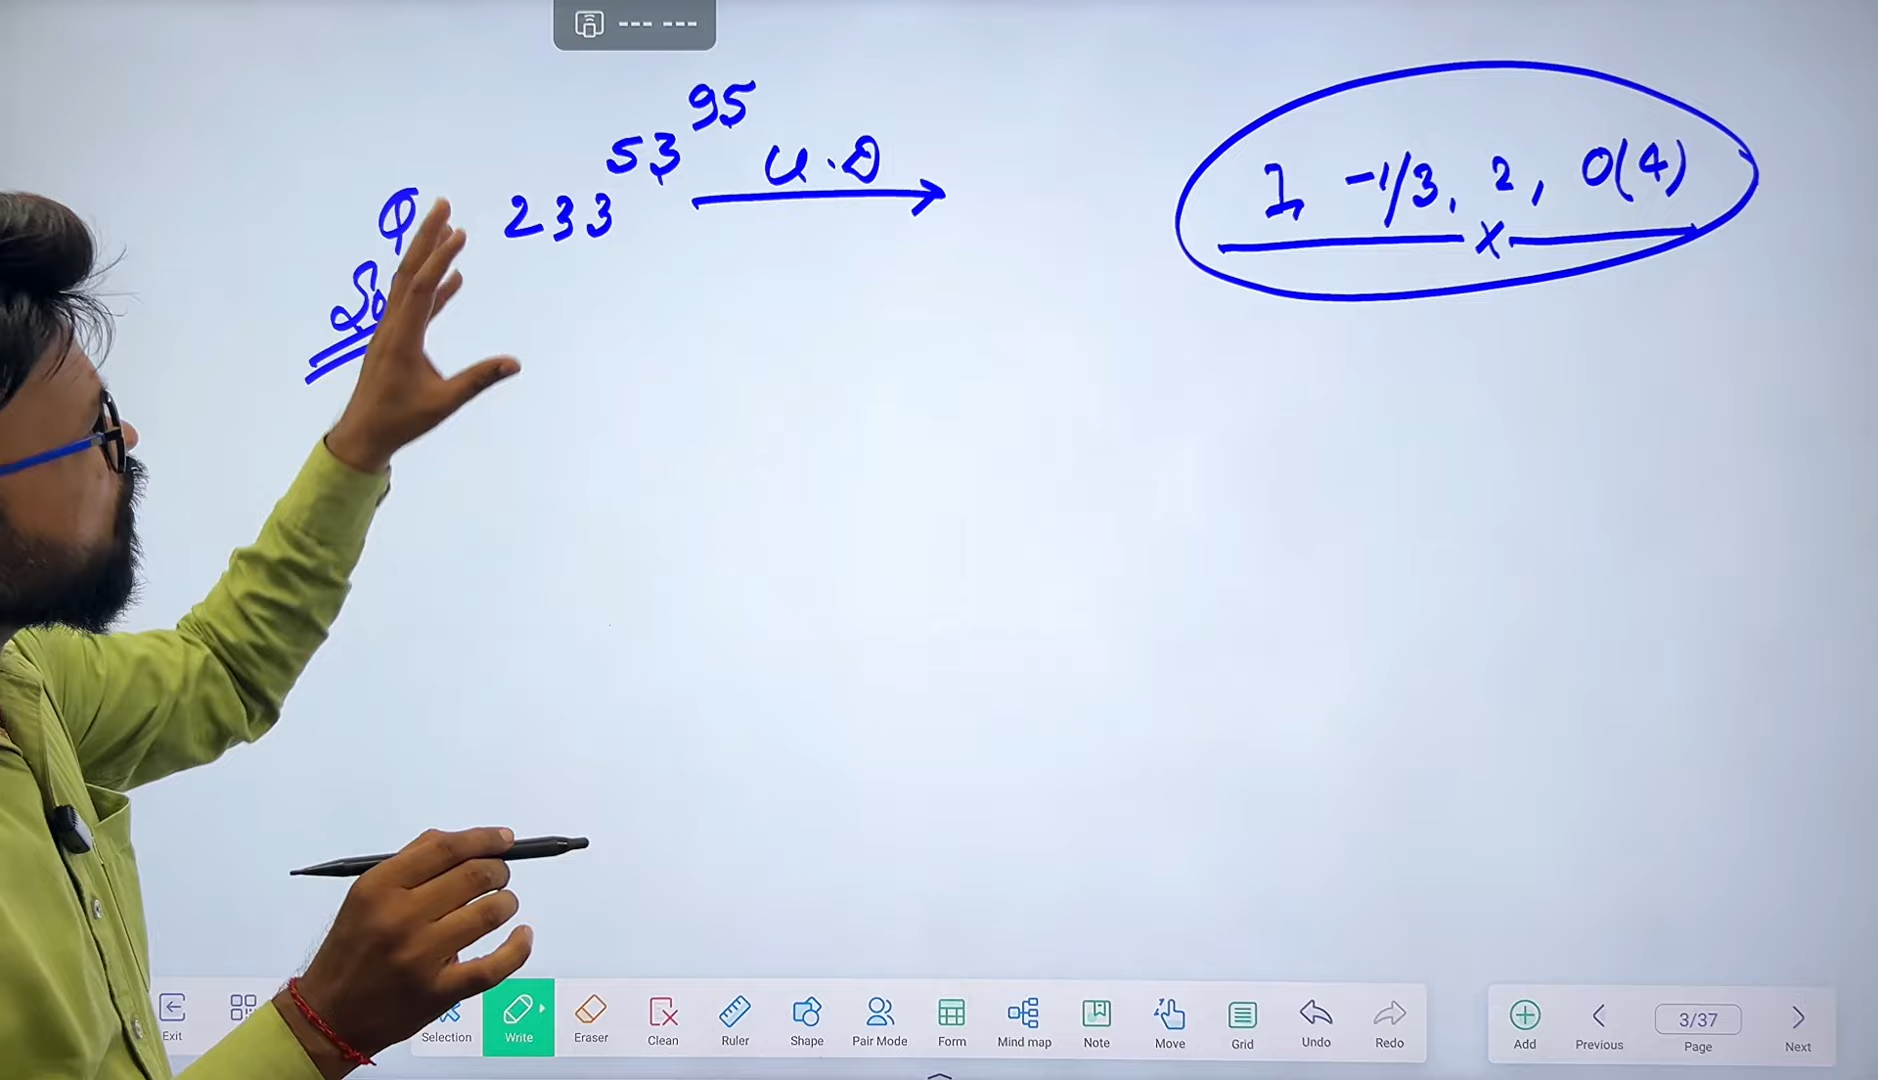 --- ---
Q 233^53^95 U.D
I -1/3, 2, 0(4)
x
Exit
Selection Write Eraser Clean Ruler Shape Pair Mode Form Mind map Note Move Grid Undo Redo
Add Previous 3/37 Page Next